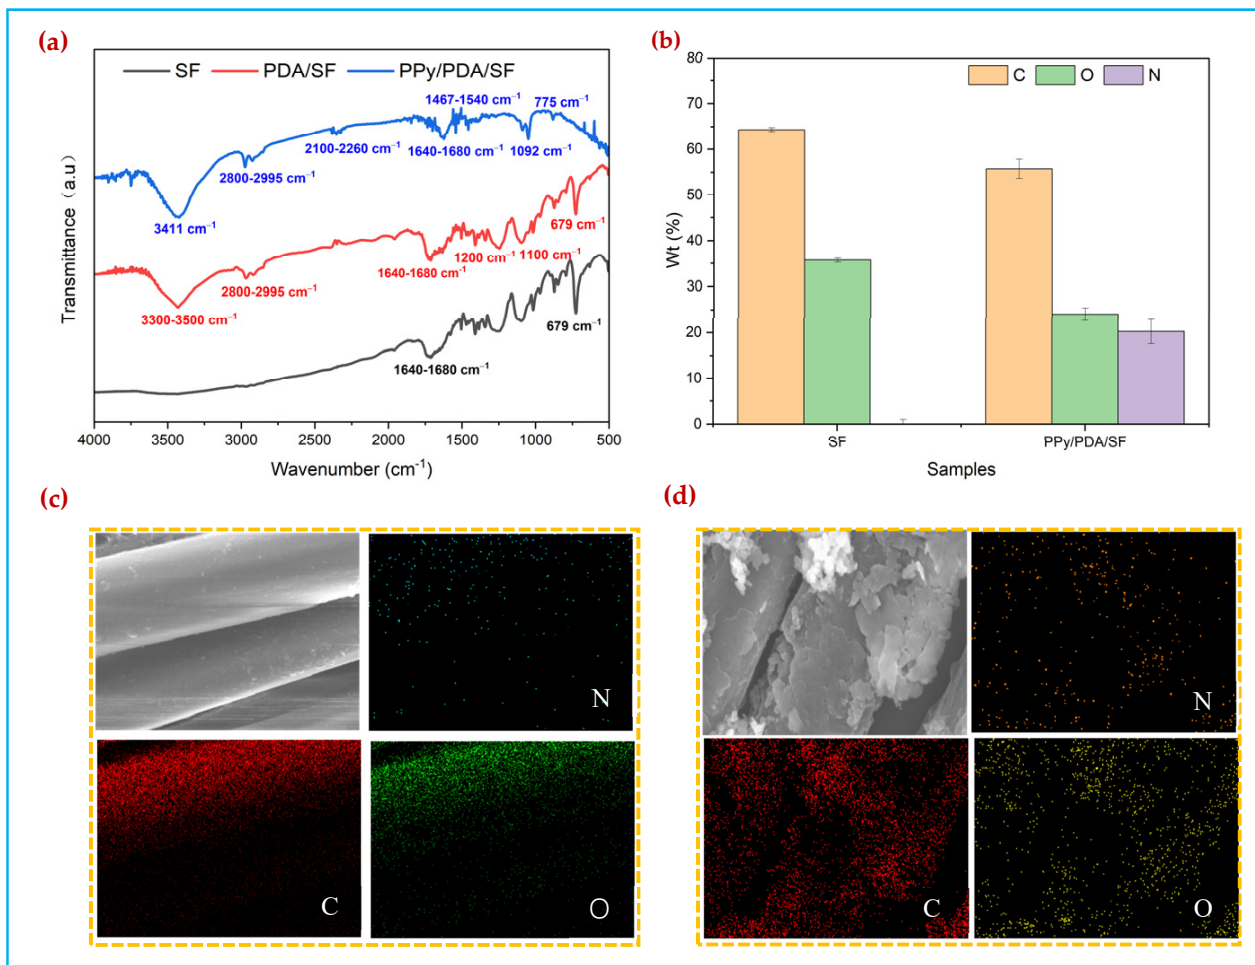 (a)
SF PDA/SF PPy/PDA/SF
1467-1540 cm⁻¹ 775 cm⁻¹
2100-2260 cm⁻¹ 1640-1680 cm⁻¹ 1092 cm⁻¹
2800-2995 cm⁻¹
3411 cm⁻¹
679 cm⁻¹
1200 cm⁻¹ 1100 cm⁻¹
1640-1680 cm⁻¹
2800-2995 cm⁻¹
3300-3500 cm⁻¹
679 cm⁻¹
1640-1680 cm⁻¹
Transmittance (a.u)
4000 3500 3000 2500 2000 1500 1000 500
Wavenumber (cm⁻¹)
(b)
C O N
80
70
60
50
40
30
20
10
0
Wt (%)
SF PPy/PDA/SF
Samples
(c)
N
C
O
(d)
N
C
O